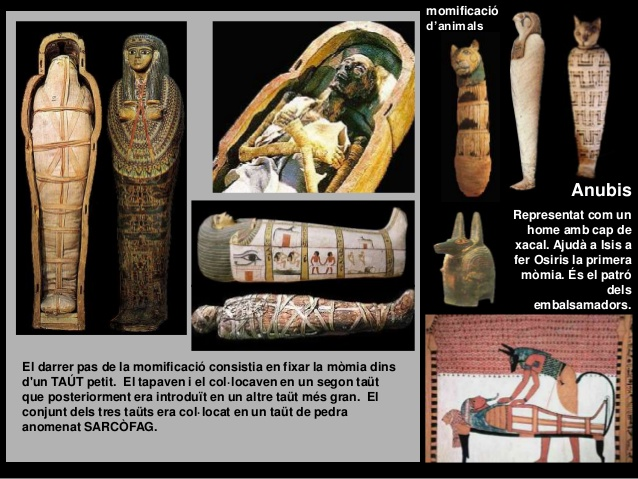 momificació
d'animals
Anubis
Representat com un
home amb cap de
xacal. Ajudà a Isis a
fer Osiris la primera
mòmia. És el patró
dels
embalsamadors.
El darrer pas de la momificació consistia en fixar la mòmia dins
d'un TAÚT petit. El tapaven i el col·locaven en un segon taüt
que posteriorment era introduït en un altre taüt més gran. El
conjunt dels tres taüts era col·locat en un taüt de pedra
anomenat SARCÒFAG.